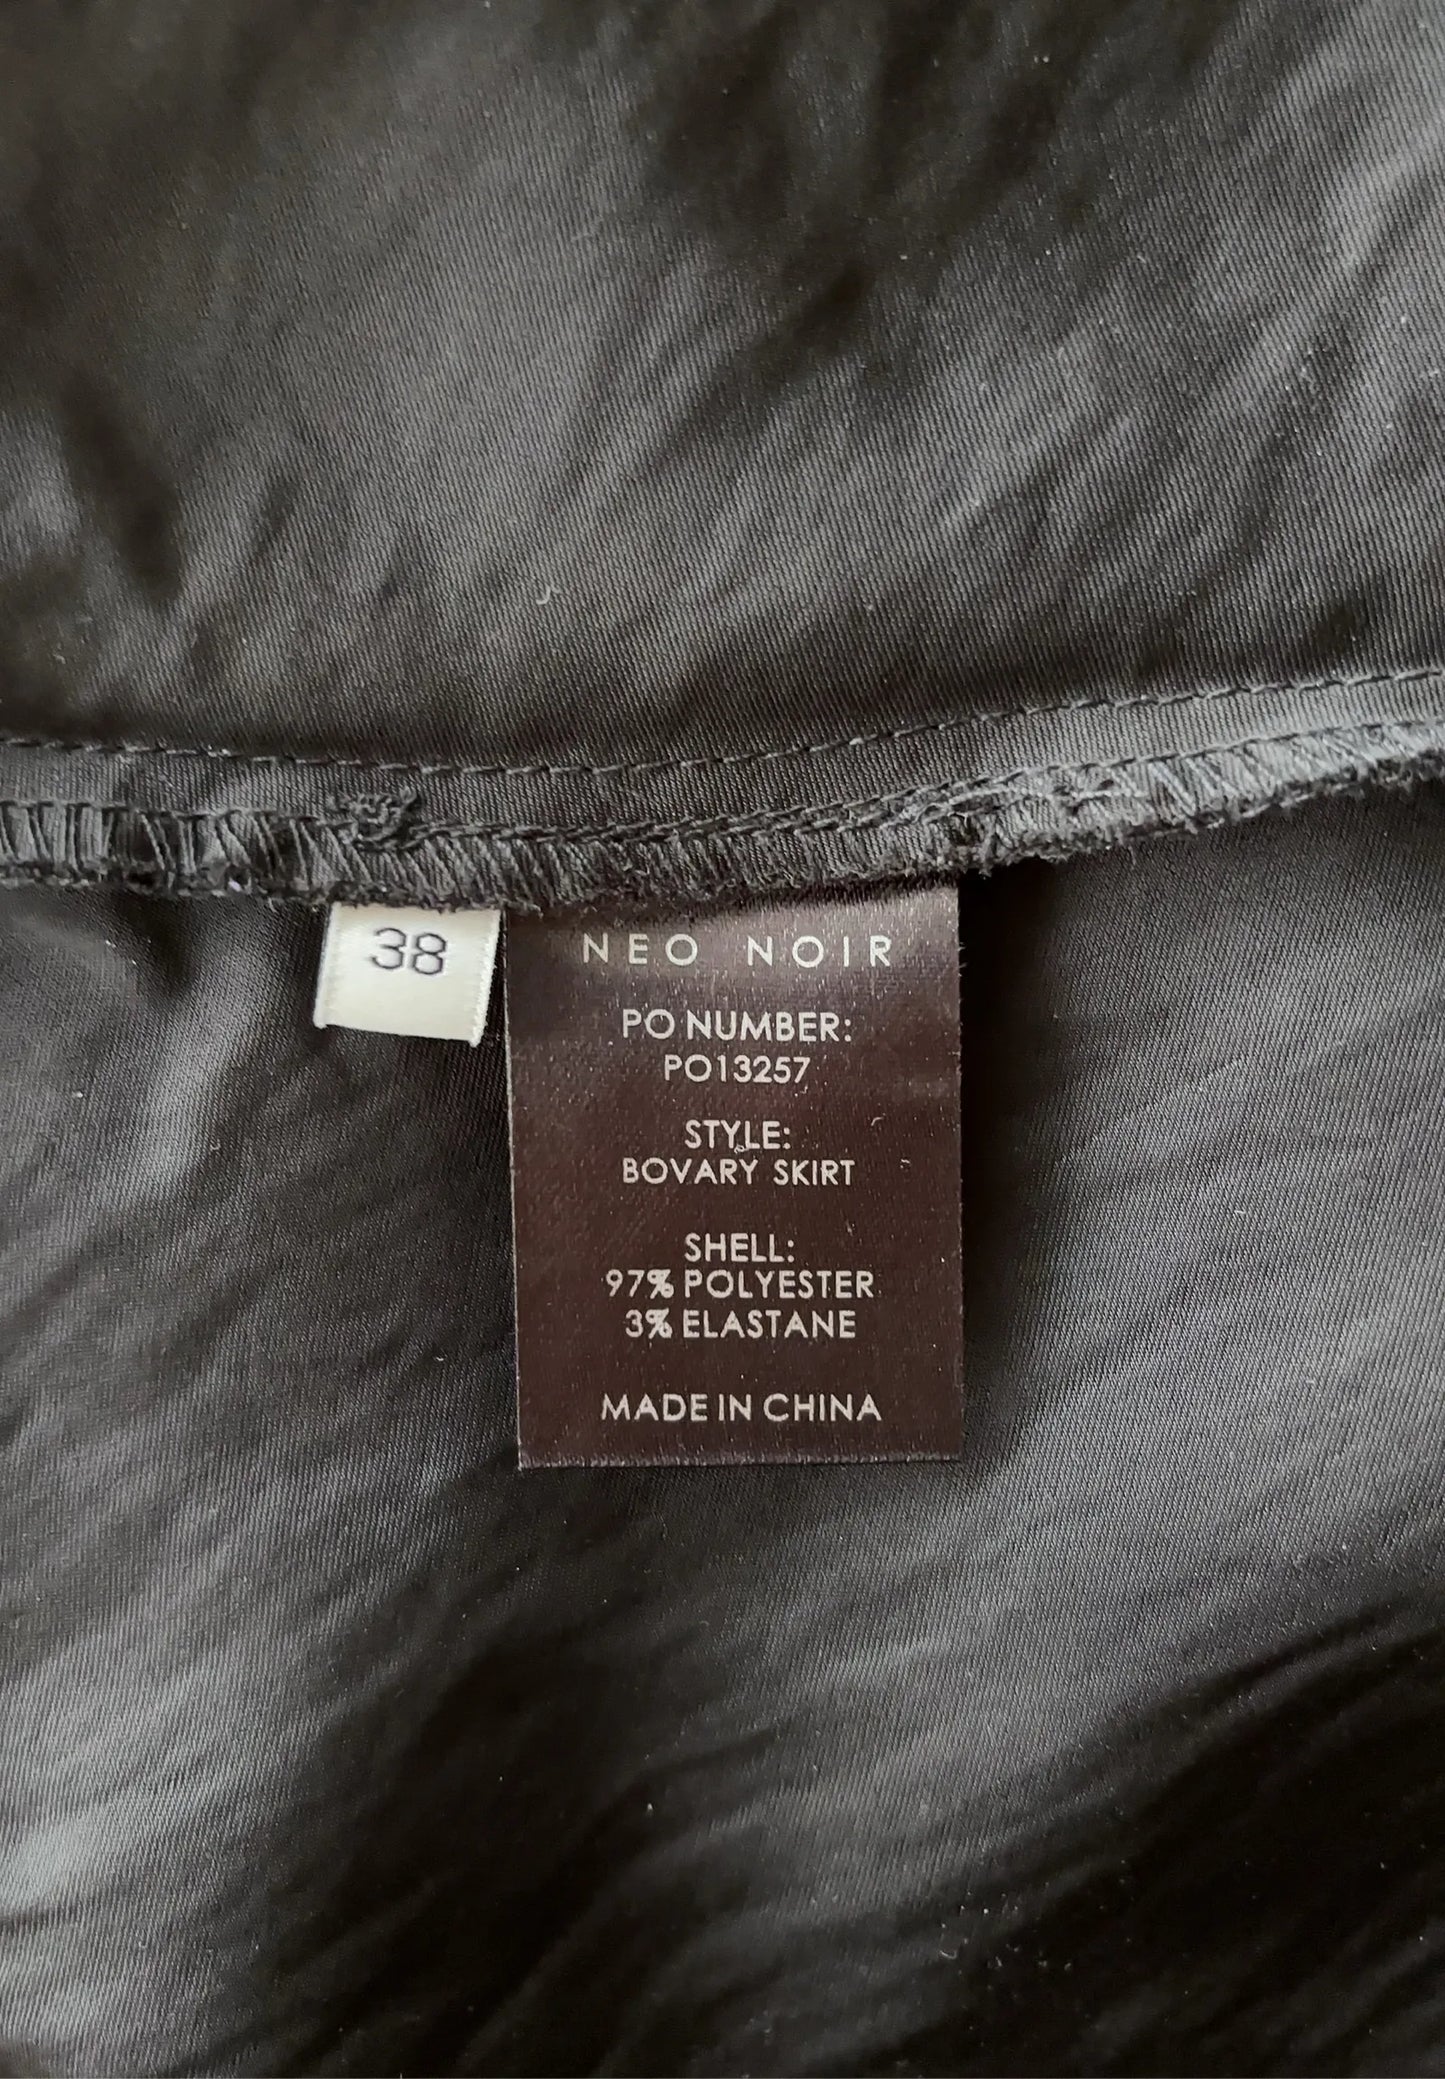 38
NEO NOIR
PO NUMBER:
PO13257
STYLE:
BOVARY SKIRT
SHELL:
97% POLYESTER
3% ELASTANE
MADE IN CHINA